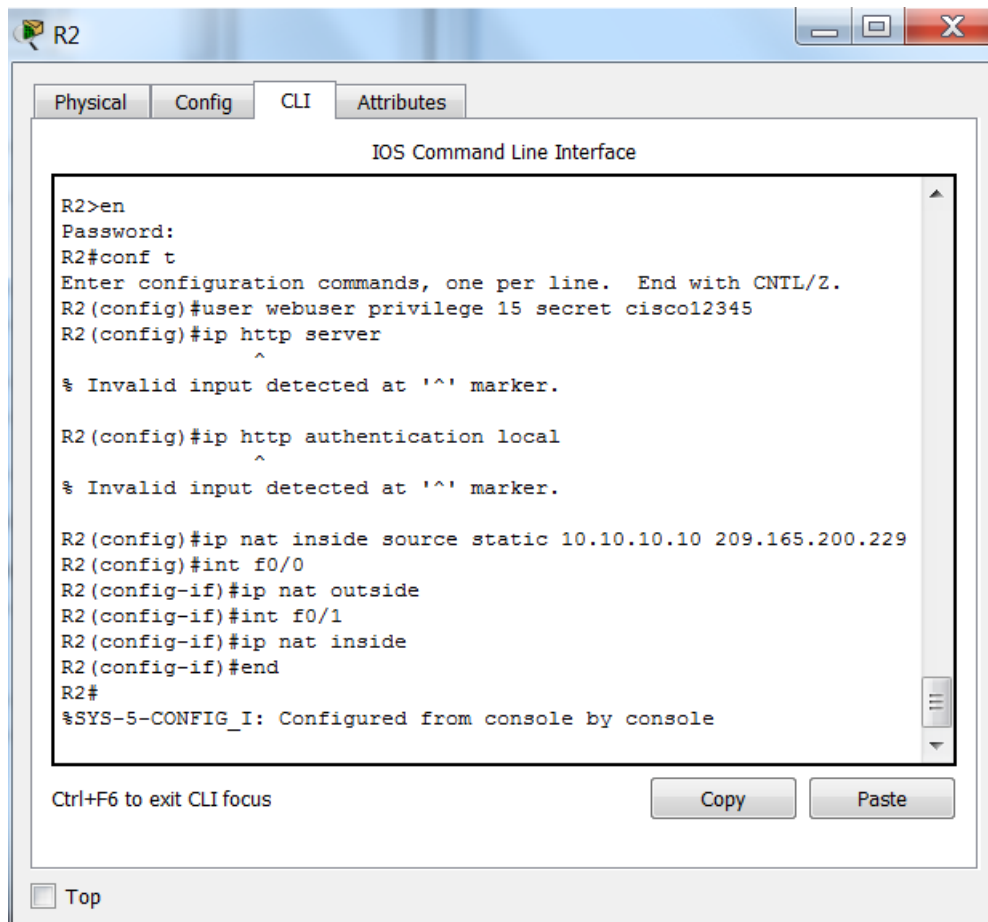 R2
Physical Config CLI Attributes
IOS Command Line Interface
R2>en
Password:
R2#conf t
Enter configuration commands, one per line.  End with CNTL/Z.
R2(config)#user webuser privilege 15 secret cisco12345
R2(config)#ip http server
^
% Invalid input detected at '^' marker.
R2(config)#ip http authentication local
^
% Invalid input detected at '^' marker.
R2(config)#ip nat inside source static 10.10.10.10 209.165.200.229
R2(config)#int f0/0
R2(config-if)#ip nat outside
R2(config-if)#int f0/1
R2(config-if)#ip nat inside
R2(config-if)#end
R2#
%SYS-5-CONFIG_I: Configured from console by console
Ctrl+F6 to exit CLI focus
Copy Paste
Top